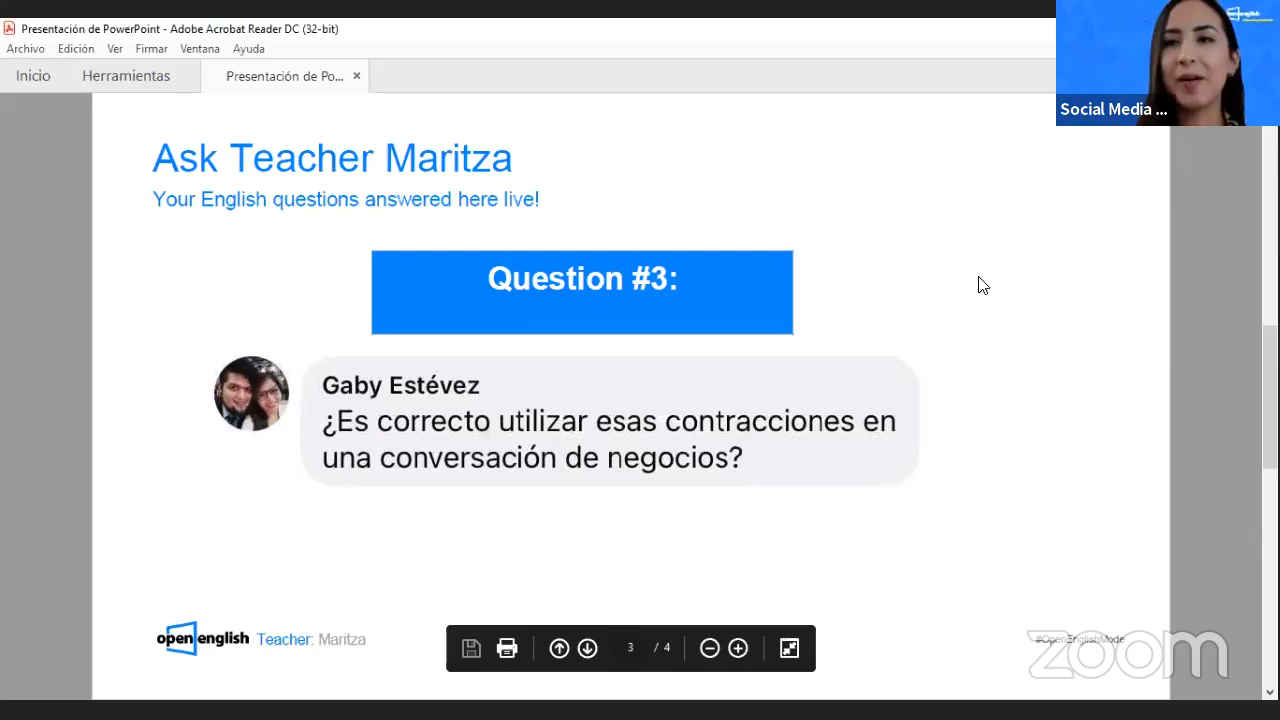 Presentación de PowerPoint - Adobe Acrobat Reader DC (32-bit)
Archivo Edición Ver Firmar Ventana Ayuda
Inicio Herramientas Presentación de Po... ×
openenglish
Social Media ...
Ask Teacher Maritza
Your English questions answered here live!
Question #3:
Gaby Estévez
¿Es correcto utilizar esas contracciones en
una conversación de negocios?
open english Teacher: Maritza
3 / 4
#OpenEnglishMode
zoom